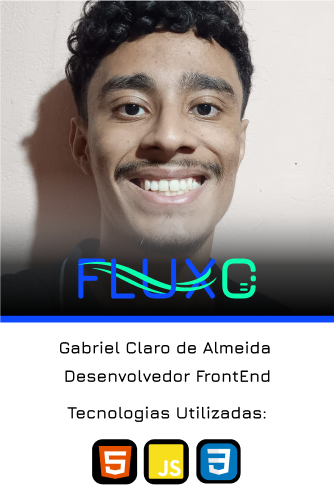 FLUXO
Gabriel Claro de Almeida
Desenvolvedor FrontEnd
Tecnologias Utilizadas:
5 JS 3